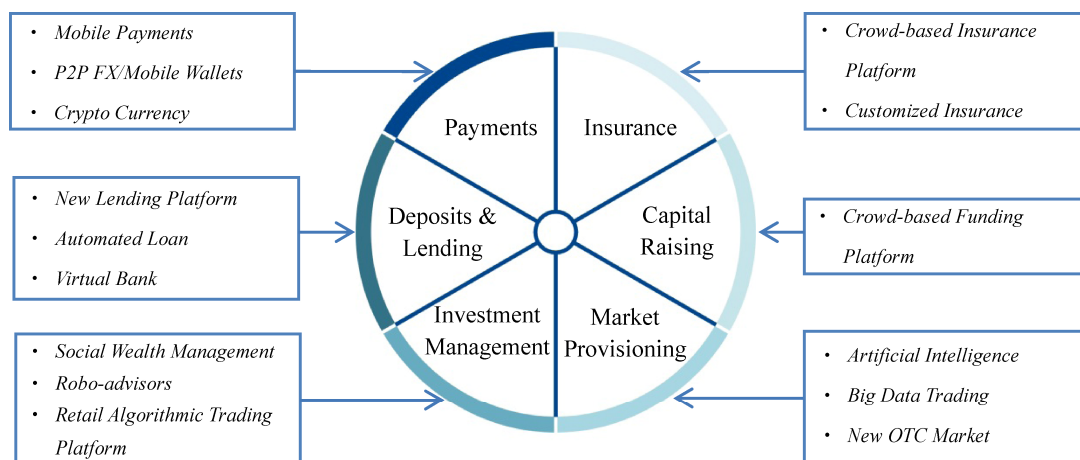 • Mobile Payments
• P2P FX/Mobile Wallets
• Crypto Currency
• New Lending Platform
• Automated Loan
• Virtual Bank
• Social Wealth Management
• Robo-advisors
• Retail Algorithmic Trading
Platform
Payments
Insurance
Deposits &
Lending
Capital
Raising
Investment
Management
Market
Provisioning
• Crowd-based Insurance
Platform
• Customized Insurance
• Crowd-based Funding
Platform
• Artificial Intelligence
• Big Data Trading
• New OTC Market